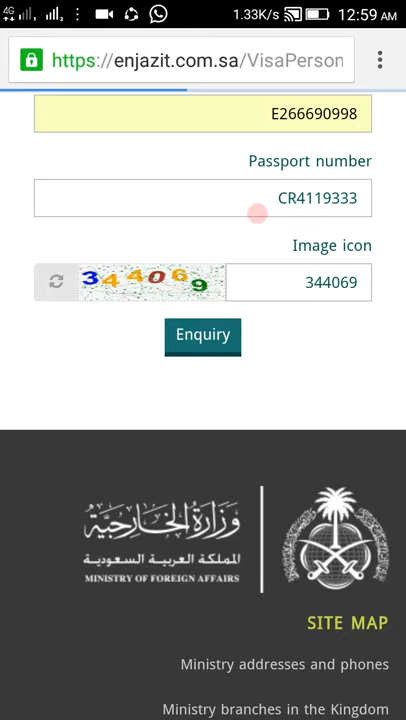 4G 1.33K/s 12:59 AM
https://enjazit.com.sa/VisaPerson
E266690998
Passport number
CR4119333
Image icon
344069 344069
Enquiry
وزارة الخارجية
المملكة العربية السعودية
MINISTRY OF FOREIGN AFFAIRS
SITE MAP
Ministry addresses and phones
Ministry branches in the Kingdom